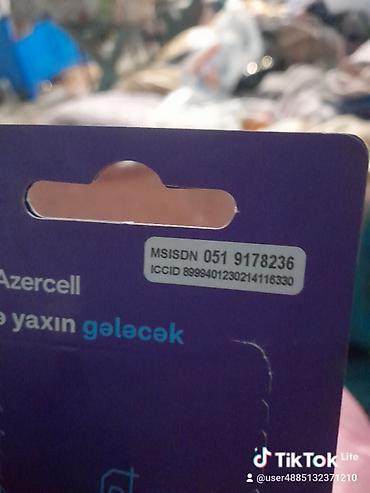 MSISDN 051 9178236
ICCID 8999401230214116330
Azercell
ə yaxın gələcək
TikTok Lite
@user4885132371210